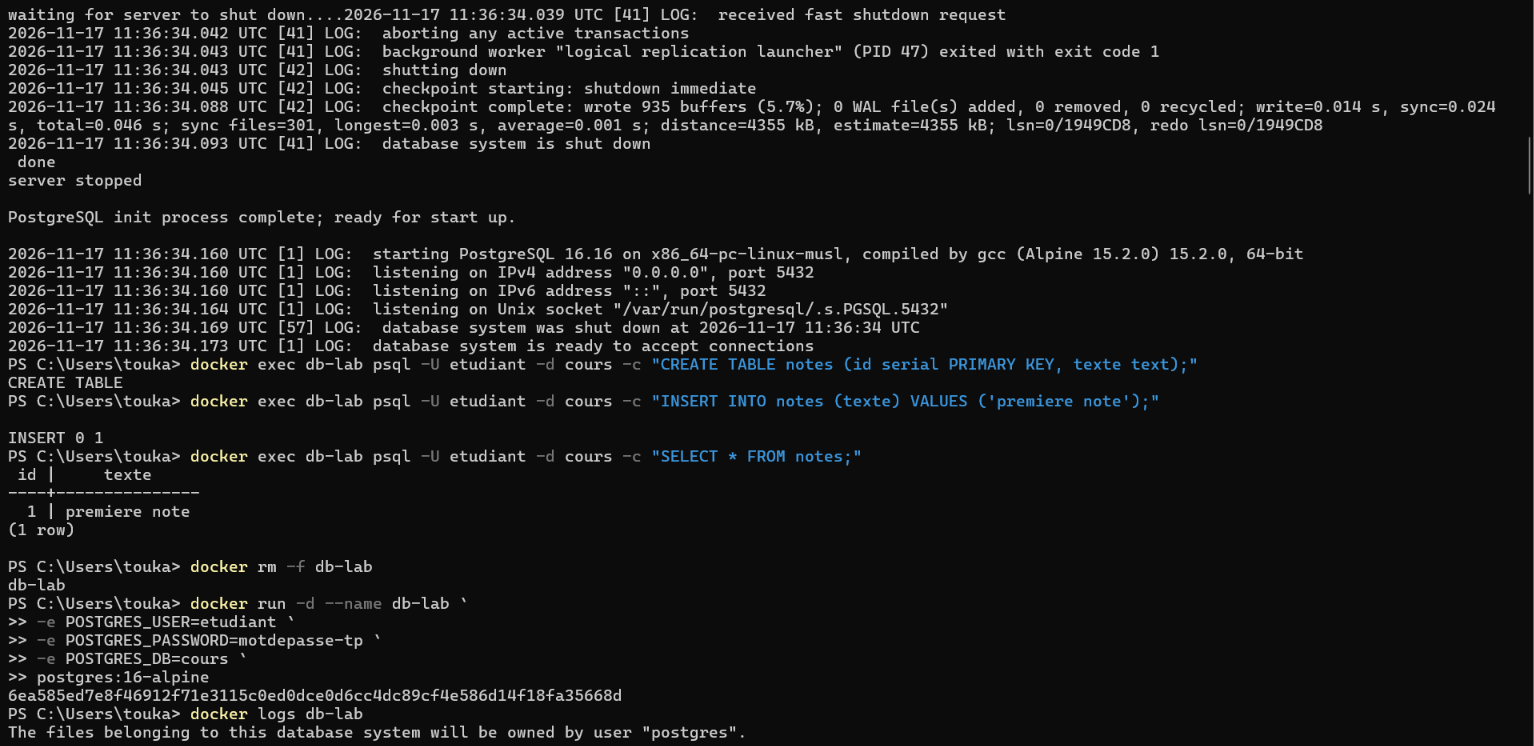 waiting for server to shut down....2026-11-17 11:36:34.039 UTC [41] LOG:  received fast shutdown request
2026-11-17 11:36:34.042 UTC [41] LOG:  aborting any active transactions
2026-11-17 11:36:34.043 UTC [41] LOG:  background worker "logical replication launcher" (PID 47) exited with exit code 1
2026-11-17 11:36:34.043 UTC [42] LOG:  shutting down
2026-11-17 11:36:34.045 UTC [42] LOG:  checkpoint starting: shutdown immediate
2026-11-17 11:36:34.088 UTC [42] LOG:  checkpoint complete: wrote 935 buffers (5.7%); 0 WAL file(s) added, 0 removed, 0 recycled; write=0.014 s, sync=0.024
s, total=0.046 s; sync files=301, longest=0.003 s, average=0.001 s; distance=4355 kB, estimate=4355 kB; lsn=0/1949CD8, redo lsn=0/1949CD8
2026-11-17 11:36:34.093 UTC [41] LOG:  database system is shut down
 done
server stopped

PostgreSQL init process complete; ready for start up.

2026-11-17 11:36:34.160 UTC [1] LOG:  starting PostgreSQL 16.16 on x86_64-pc-linux-musl, compiled by gcc (Alpine 15.2.0) 15.2.0, 64-bit
2026-11-17 11:36:34.160 UTC [1] LOG:  listening on IPv4 address "0.0.0.0", port 5432
2026-11-17 11:36:34.160 UTC [1] LOG:  listening on IPv6 address "::", port 5432
2026-11-17 11:36:34.164 UTC [1] LOG:  listening on Unix socket "/var/run/postgresql/.s.PGSQL.5432"
2026-11-17 11:36:34.169 UTC [57] LOG:  database system was shut down at 2026-11-17 11:36:34 UTC
2026-11-17 11:36:34.173 UTC [1] LOG:  database system is ready to accept connections
PS C:\Users\touka> docker exec db-lab psql -U etudiant -d cours -c "CREATE TABLE notes (id serial PRIMARY KEY, texte text);"
CREATE TABLE
PS C:\Users\touka> docker exec db-lab psql -U etudiant -d cours -c "INSERT INTO notes (texte) VALUES ('premiere note');"

INSERT 0 1
PS C:\Users\touka> docker exec db-lab psql -U etudiant -d cours -c "SELECT * FROM notes;"
 id |     texte
----+---------------
  1 | premiere note
(1 row)

PS C:\Users\touka> docker rm -f db-lab
db-lab
PS C:\Users\touka> docker run -d --name db-lab `
>> -e POSTGRES_USER=etudiant `
>> -e POSTGRES_PASSWORD=motdepasse-tp `
>> -e POSTGRES_DB=cours `
>> postgres:16-alpine
6ea585ed7e8f46912f71e3115c0ed0dce0d6cc4dc89cf4e586d14f18fa35668d
PS C:\Users\touka> docker logs db-lab
The files belonging to this database system will be owned by user "postgres".